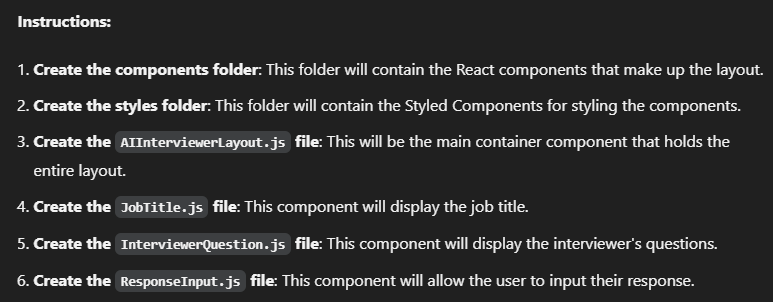 Instructions:
1. Create the components folder: This folder will contain the React components that make up the layout.
2. Create the styles folder: This folder will contain the Styled Components for styling the components.
3. Create the AIInterviewerLayout.js file: This will be the main container component that holds the
entire layout.
4. Create the JobTitle.js file: This component will display the job title.
5. Create the InterviewerQuestion.js file: This component will display the interviewer's questions.
6. Create the ResponseInput.js file: This component will allow the user to input their response.